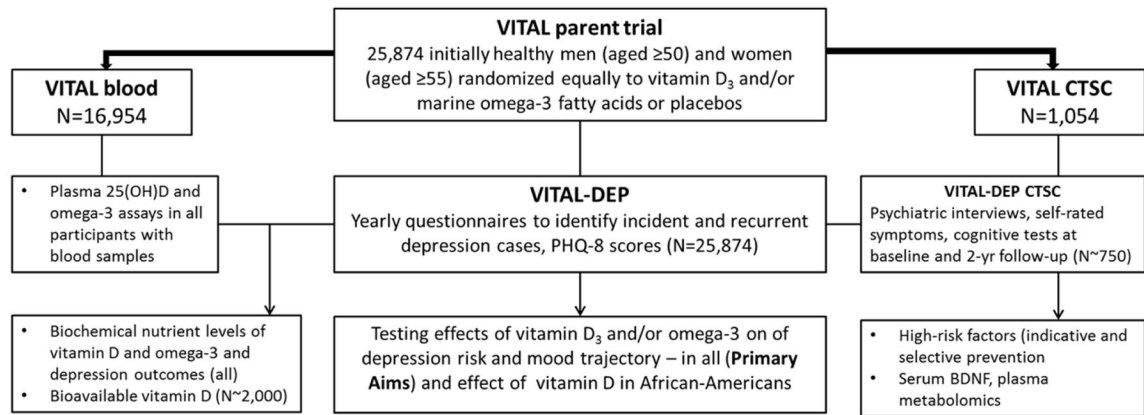 VITAL parent trial
25,874 initially healthy men (aged ≥50) and women
(aged ≥55) randomized equally to vitamin D₃ and/or
marine omega-3 fatty acids or placebos
VITAL blood
N=16,954
VITAL CTSC
N=1,054
• Plasma 25(OH)D and
omega-3 assays in all
participants with
blood samples
VITAL-DEP
Yearly questionnaires to identify incident and recurrent
depression cases, PHQ-8 scores (N=25,874)
VITAL-DEP CTSC
Psychiatric interviews, self-rated
symptoms, cognitive tests at
baseline and 2-yr follow-up (N~750)
• Biochemical nutrient levels of
vitamin D and omega-3 and
depression outcomes (all)
• Bioavailable vitamin D (N~2,000)
Testing effects of vitamin D₃ and/or omega-3 on of
depression risk and mood trajectory – in all (Primary
Aims) and effect of vitamin D in African-Americans
• High-risk factors (indicative and
selective prevention
• Serum BDNF, plasma
metabolomics